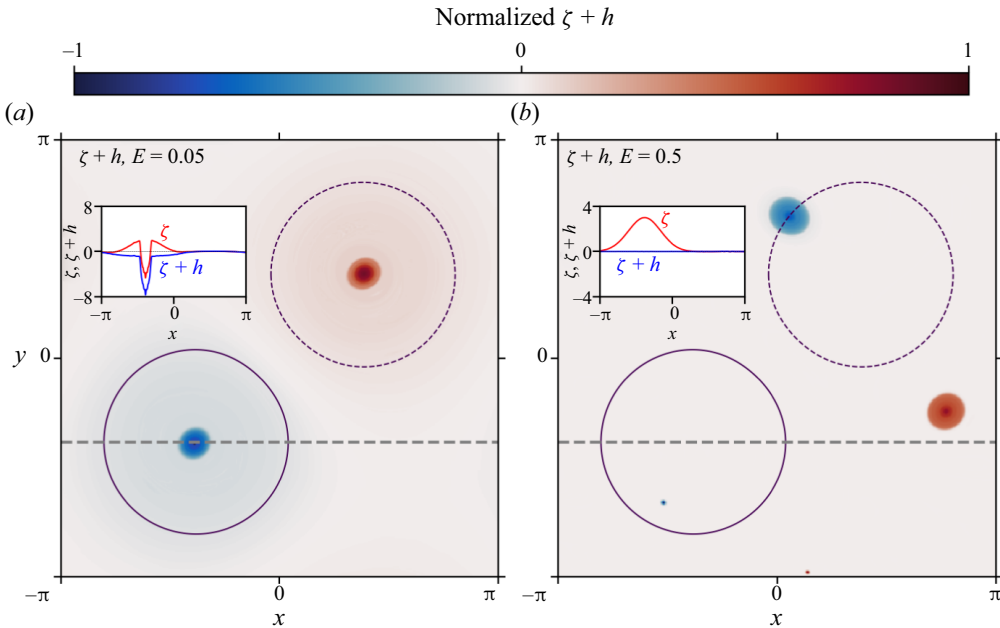 Normalized ζ + h
−1 0 1
(a) (b)
π π
ζ + h, E = 0.05 ζ + h, E = 0.5
8 4
ζ ζ
ζ, ζ + h 0 ζ, ζ + h 0
ζ + h ζ + h
−8 −4
−π 0 π −π 0 π
x x
y 0 0
−π −π
−π 0 π −π 0 π
x x